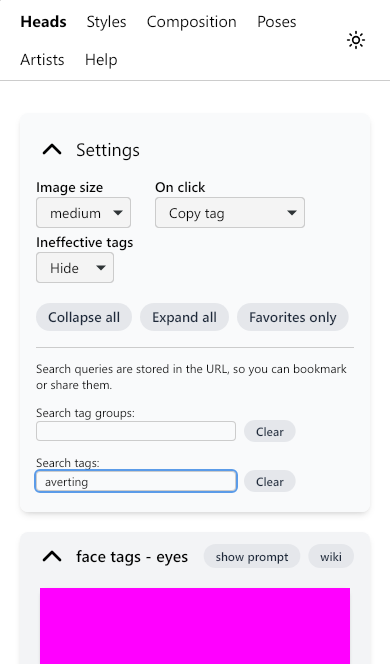 Heads Styles Composition Poses
Artists Help
Settings
Image size On click
medium Copy tag
Ineffective tags
Hide
Collapse all Expand all Favorites only
Search queries are stored in the URL, so you can bookmark
or share them.
Search tag groups:
Clear
Search tags:
averting Clear
face tags - eyes show prompt wiki